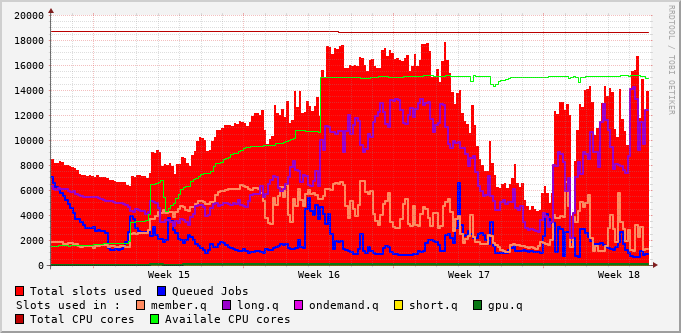 20000
18000
16000
14000
12000
10000
8000
6000
4000
2000
0
Week 15 Week 16 Week 17 Week 18
Total slots used Queued Jobs
Slots used in : member.q long.q ondemand.q short.q gpu.q
Total CPU cores Availale CPU cores
RRDTOOL / TOBI OETIKER